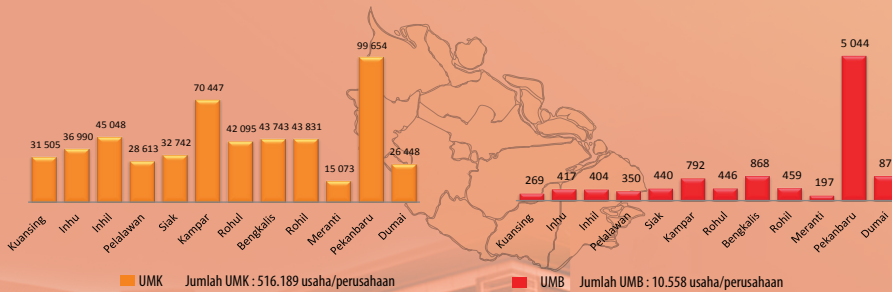 99 654
70 447
45 048
42 095 43 743 43 831
36 990
31 505
32 742
28 613
26 448
15 073
Kuansing Inhu Inhil Pelalawan Siak Kampar Rohul Bengkalis Rohil Meranti Pekanbaru Dumai
UMK Jumlah UMK : 516.189 usaha/perusahaan
5 044
792
868
269 417 404 350 440 446 459 197
Kuansing Inhu Inhil Pelalawan Siak Kampar Rohul Bengkalis Rohil Meranti Pekanbaru Dumai
UMB Jumlah UMB : 10.558 usaha/perusahaan